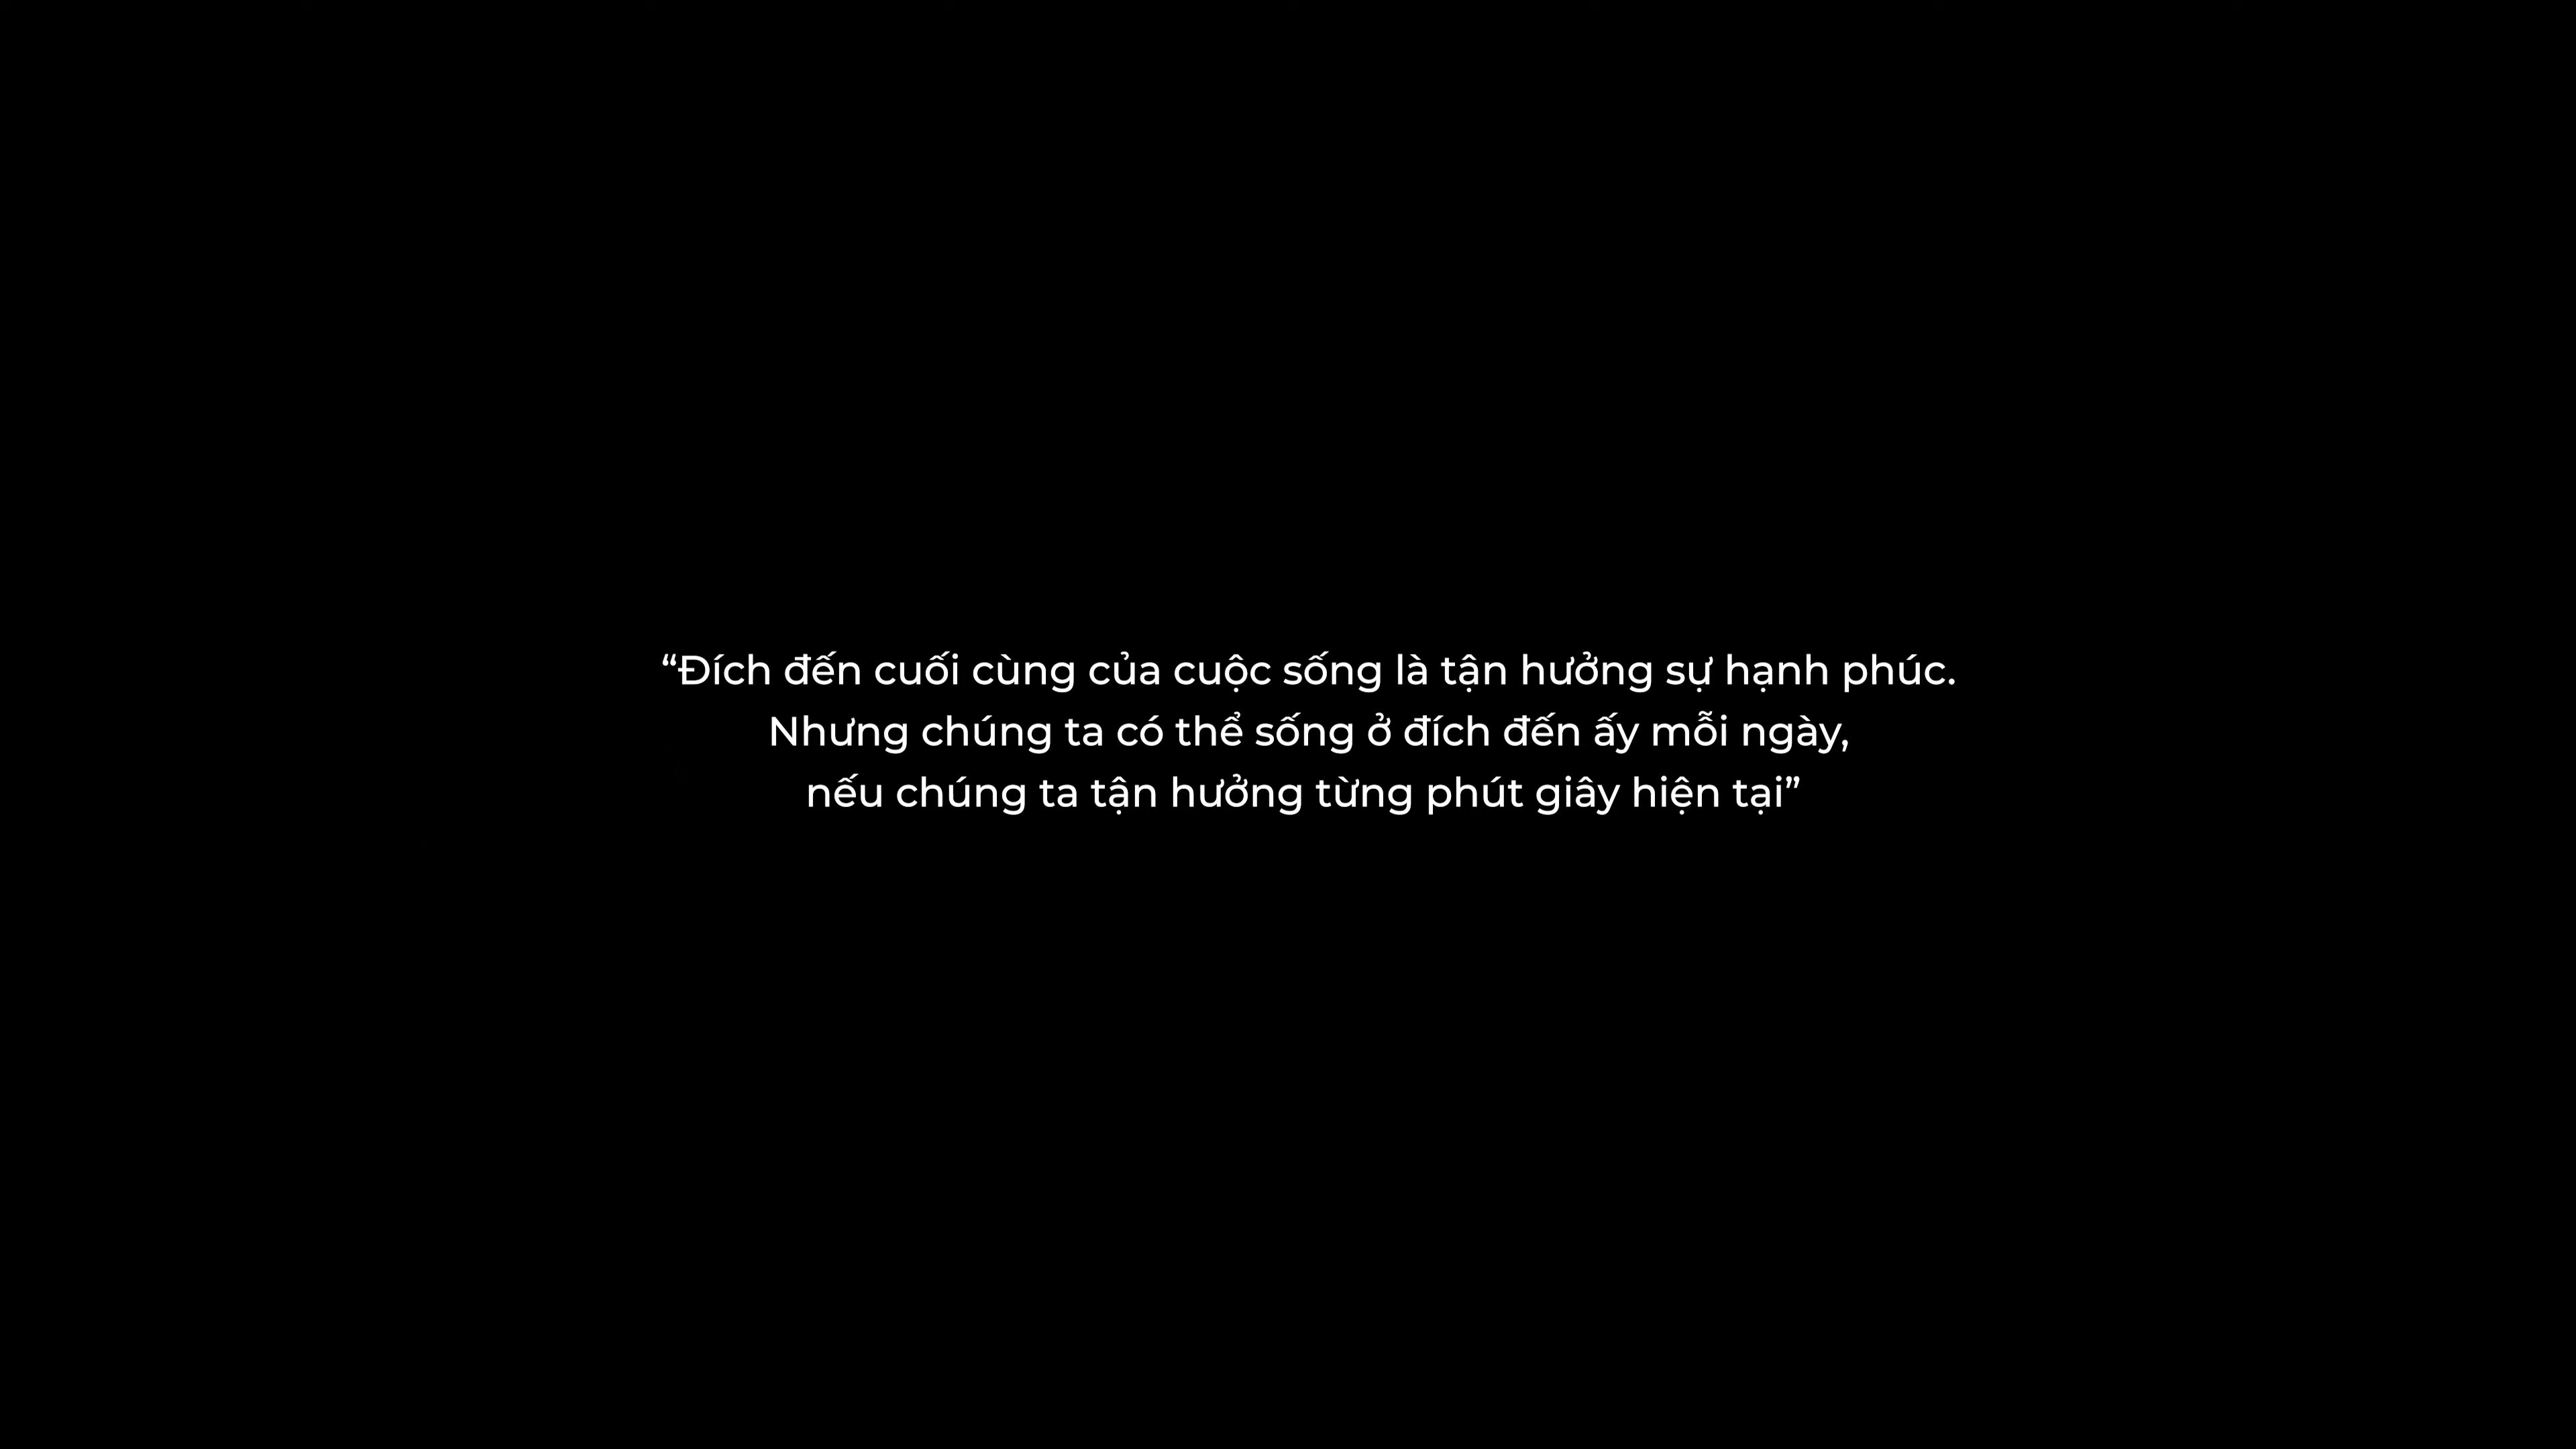 “Đích đến cuối cùng của cuộc sống là tận hưởng sự hạnh phúc.
Nhưng chúng ta có thể sống ở đích đến ấy mỗi ngày,
nếu chúng ta tận hưởng từng phút giây hiện tại”